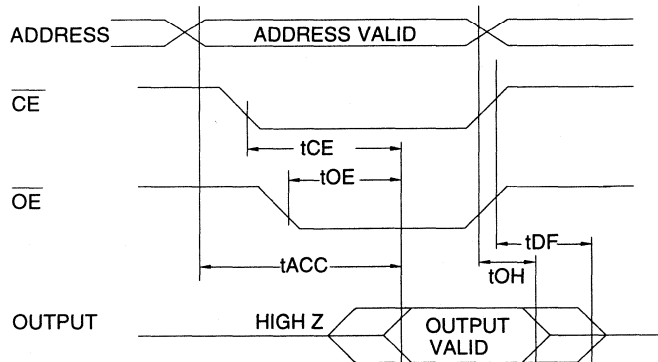 ADDRESS
ADDRESS VALID
CE
tCE
tOE
OE
tDF
tACC
tOH
OUTPUT
HIGH Z
OUTPUT
VALID